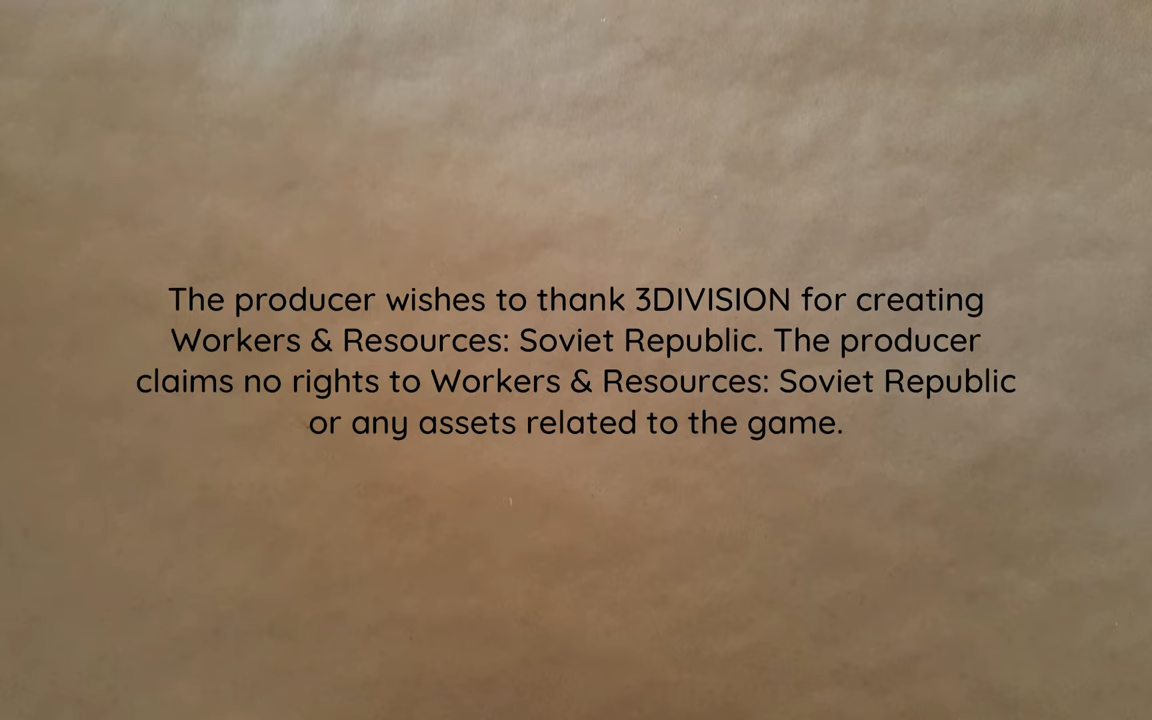 The producer wishes to thank 3DIVISION for creating
Workers & Resources: Soviet Republic. The producer
claims no rights to Workers & Resources: Soviet Republic
or any assets related to the game.